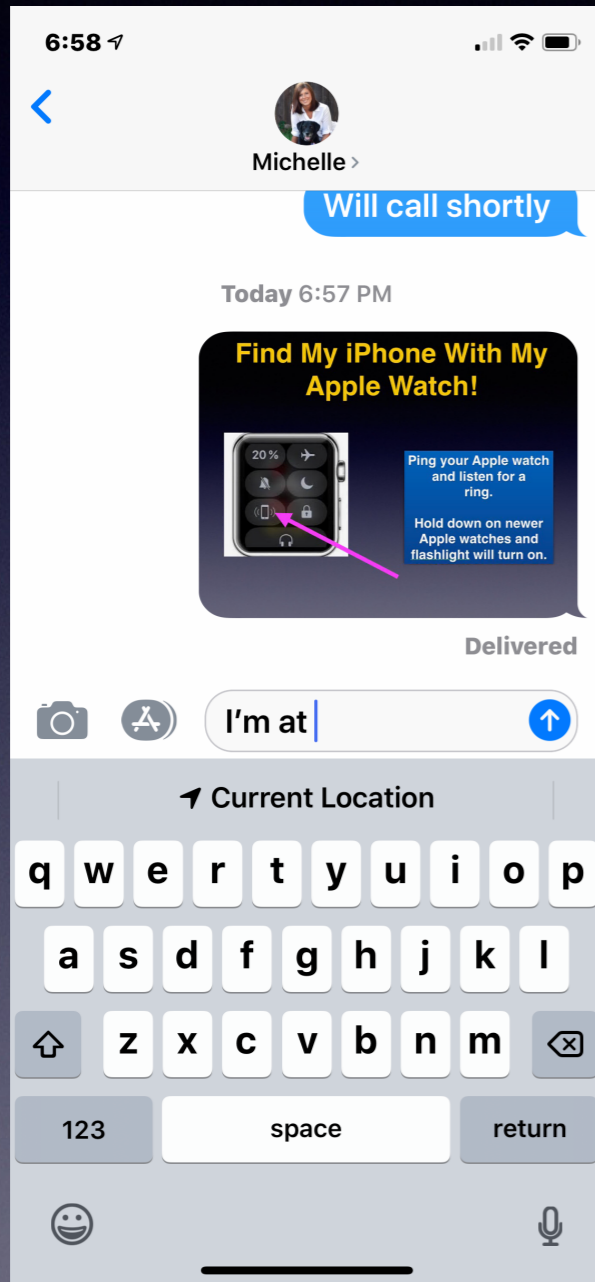 6:58
Michelle
Will call shortly
Today 6:57 PM
Find My iPhone With My
Apple Watch!
20%
Ping your Apple watch
and listen for a
ring.
Hold down on newer
Apple watches and
flashlight will turn on.
Delivered
I'm at
Current Location
q w e r t y u i o p
a s d f g h j k l
z x c v b n m
123 space return